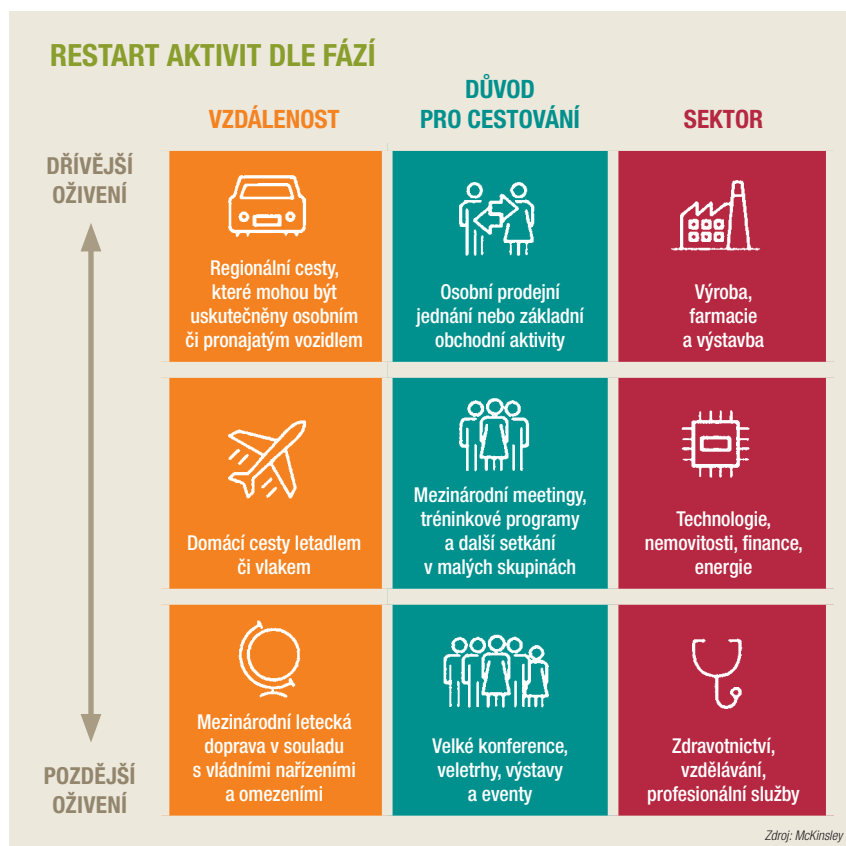 RESTART AKTIVIT DLE FÁZÍ
VZDÁLENOST
DŮVOD
PRO CESTOVÁNÍ
SEKTOR
DŘÍVĚJŠÍ
OŽIVENÍ
Regionální cesty,
které mohou být
uskutečněny osobním
či pronajatým vozidlem
Osobní prodejní
jednání nebo základní
obchodní aktivity
Výroba,
farmacie
a výstavba
Domácí cesty letadlem
či vlakem
Mezinárodní meetingy,
tréninkové programy
a další setkání
v malých skupinách
Technologie,
nemovitosti, finance,
energie
Mezinárodní letecká
doprava v souladu
s vládními nařízeními
a omezeními
Velké konference,
veletrhy, výstavy
a eventy
Zdravotnictví,
vzdělávání,
profesionální služby
POZDĚJŠÍ
OŽIVENÍ
Zdroj: McKinsley